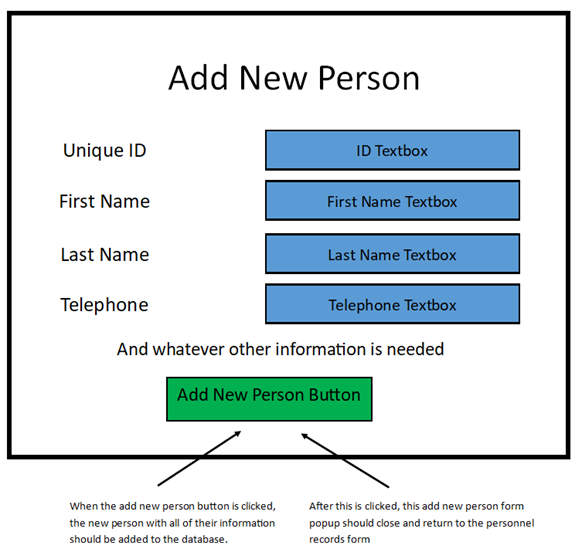 Add New Person
Unique ID
ID Textbox
First Name
First Name Textbox
Last Name
Last Name Textbox
Telephone
Telephone Textbox
And whatever other information is needed
Add New Person Button
When the add new person button is clicked,
the new person with all of their information
should be added to the database.
After this is clicked, this add new person form
popup should close and return to the personnel
records form